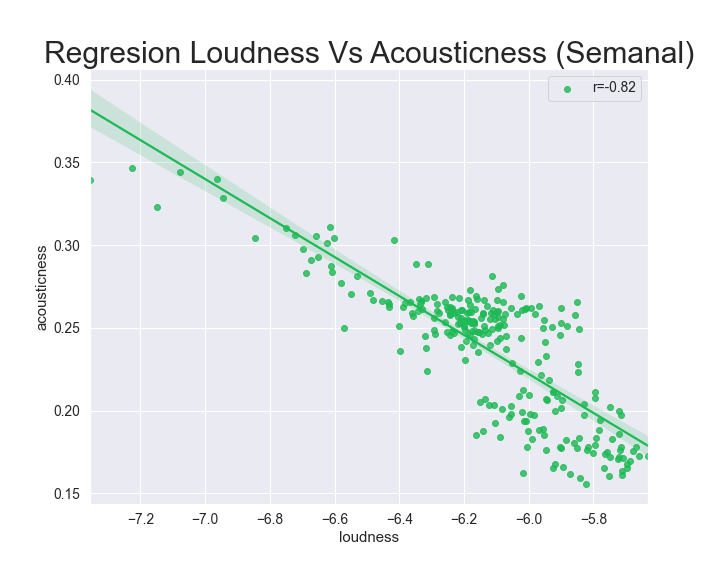 Regresion Loudness Vs Acousticness (Semanal)
r=-0.82
0.40
0.35
0.30
0.25
0.20
0.15
acousticness
−7.2 −7.0 −6.8 −6.6 −6.4 −6.2 −6.0 −5.8
loudness